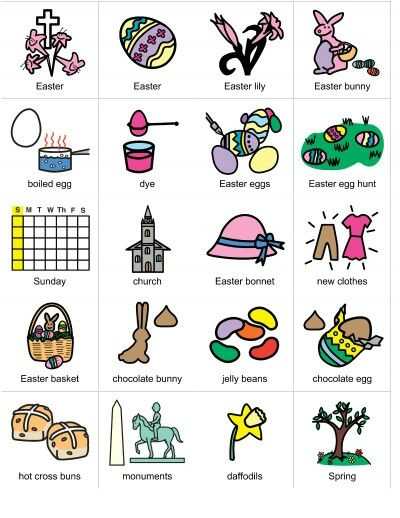 Easter
Easter
Easter lily
Easter bunny
boiled egg
dye
Easter eggs
Easter egg hunt
S M T W Th F S
Sunday
church
Easter bonnet
new clothes
Easter basket
chocolate bunny
jelly beans
chocolate egg
hot cross buns
monuments
daffodils
Spring